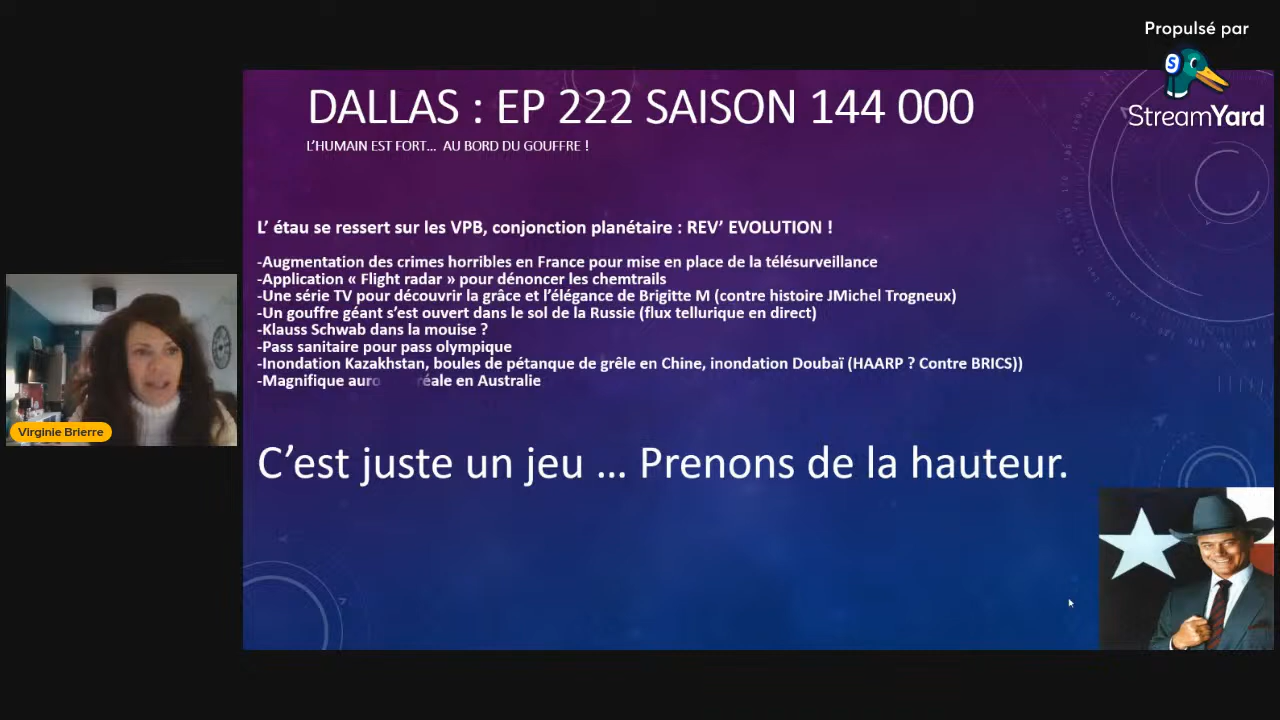 Propulsé par
StreamYard
DALLAS : EP 222 SAISON 144 000
L'HUMAIN EST FORT... AU BORD DU GOUFFRE !
L' étau se ressert sur les VPB, conjonction planétaire : REV' EVOLUTION !
-Augmentation des crimes horribles en France pour mise en place de la télésurveillance
-Application « Flight radar » pour dénoncer les chemtrails
-Une série TV pour découvrir la grâce et l'élégance de Brigitte M (contre histoire JMichel Trogneux)
-Un gouffre géant s'est ouvert dans le sol de la Russie (flux tellurique en direct)
-Klauss Schwab dans la mouise ?
-Pass sanitaire pour pass olympique
-Inondation Kazakhstan, boules de pétanque de grêle en Chine, inondation Doubaï (HAARP ? Contre BRICS))
-Magnifique auro réale en Australie
C'est juste un jeu ... Prenons de la hauteur.
Virginie Brierre